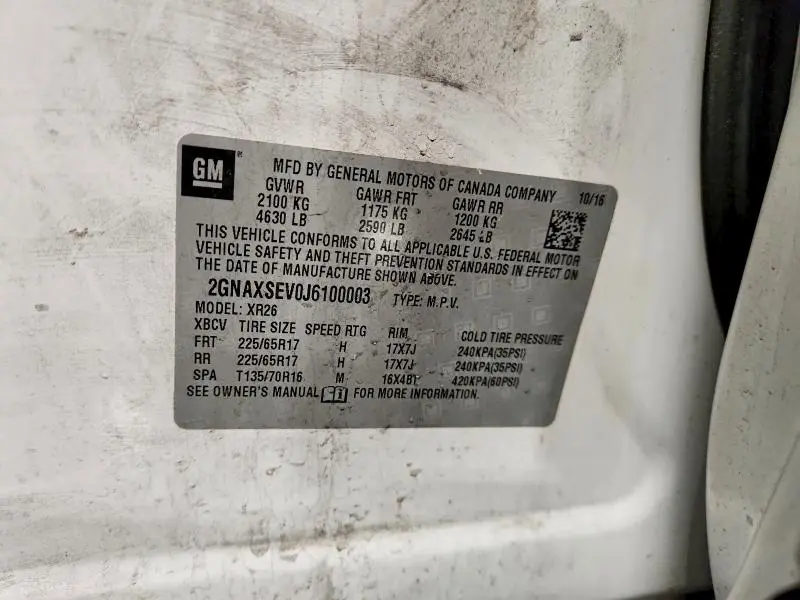 GM
MFD BY GENERAL MOTORS OF CANADA COMPANY 10/16
GVWR GAWR FRT GAWR RR
2100 KG 1175 KG 1200 KG
4630 LB 2590 LB 2645 LB
THIS VEHICLE CONFORMS TO ALL APPLICABLE U.S. FEDERAL MOTOR
VEHICLE SAFETY AND THEFT PREVENTION STANDARDS IN EFFECT ON
THE DATE OF MANUFACTURE SHOWN ABOVE.
2GNAXSEV0J6100003 TYPE: M.P.V.
MODEL: XR26
XBCV TIRE SIZE SPEED RTG RIM COLD TIRE PRESSURE
FRT 225/65R17 H 17X7J 240KPA(35PSI)
RR 225/65R17 H 17X7J 240KPA(35PSI)
SPA T135/70R16 M 16X4BT 420KPA(60PSI)
SEE OWNER'S MANUAL FOR MORE INFORMATION.